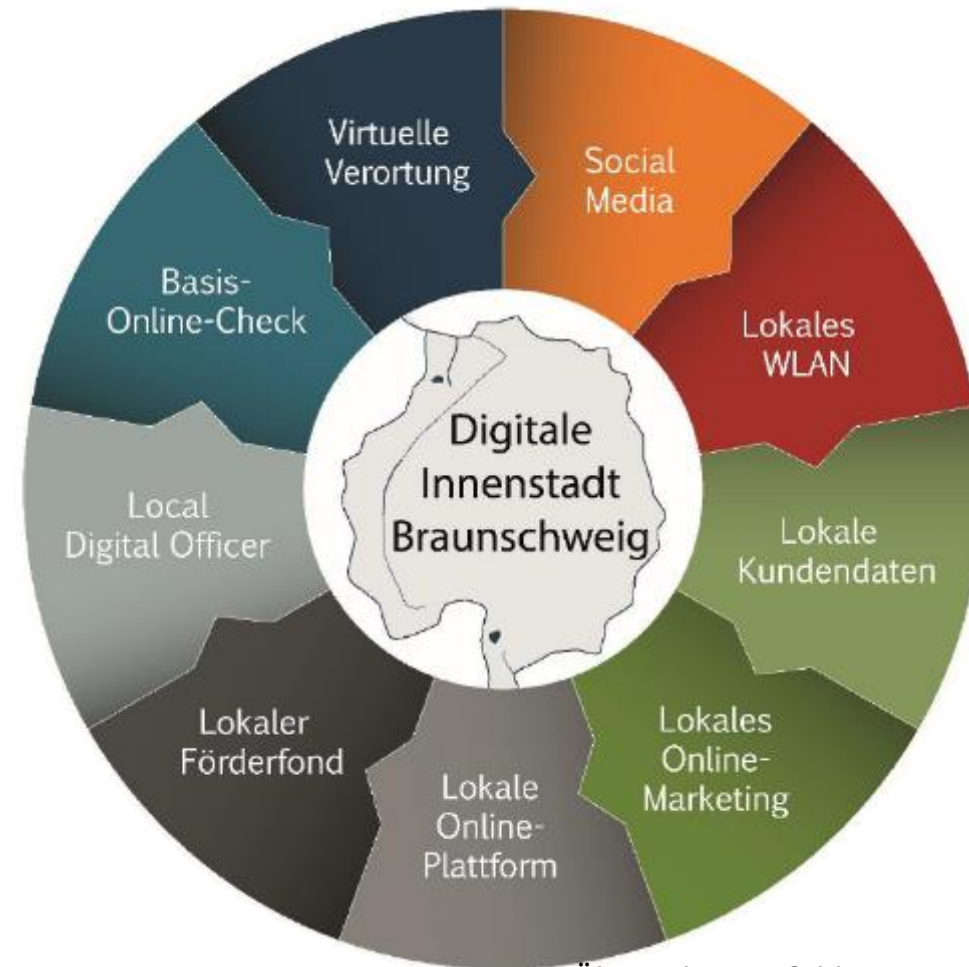 Virtuelle
Verortung
Social
Media
Lokales
WLAN
Lokale
Kundendaten
Lokales
Online-
Marketing
Lokale
Online-
Plattform
Lokaler
Förderfond
Local
Digital Officer
Basis-
Online-Check
Digitale
Innenstadt
Braunschweig